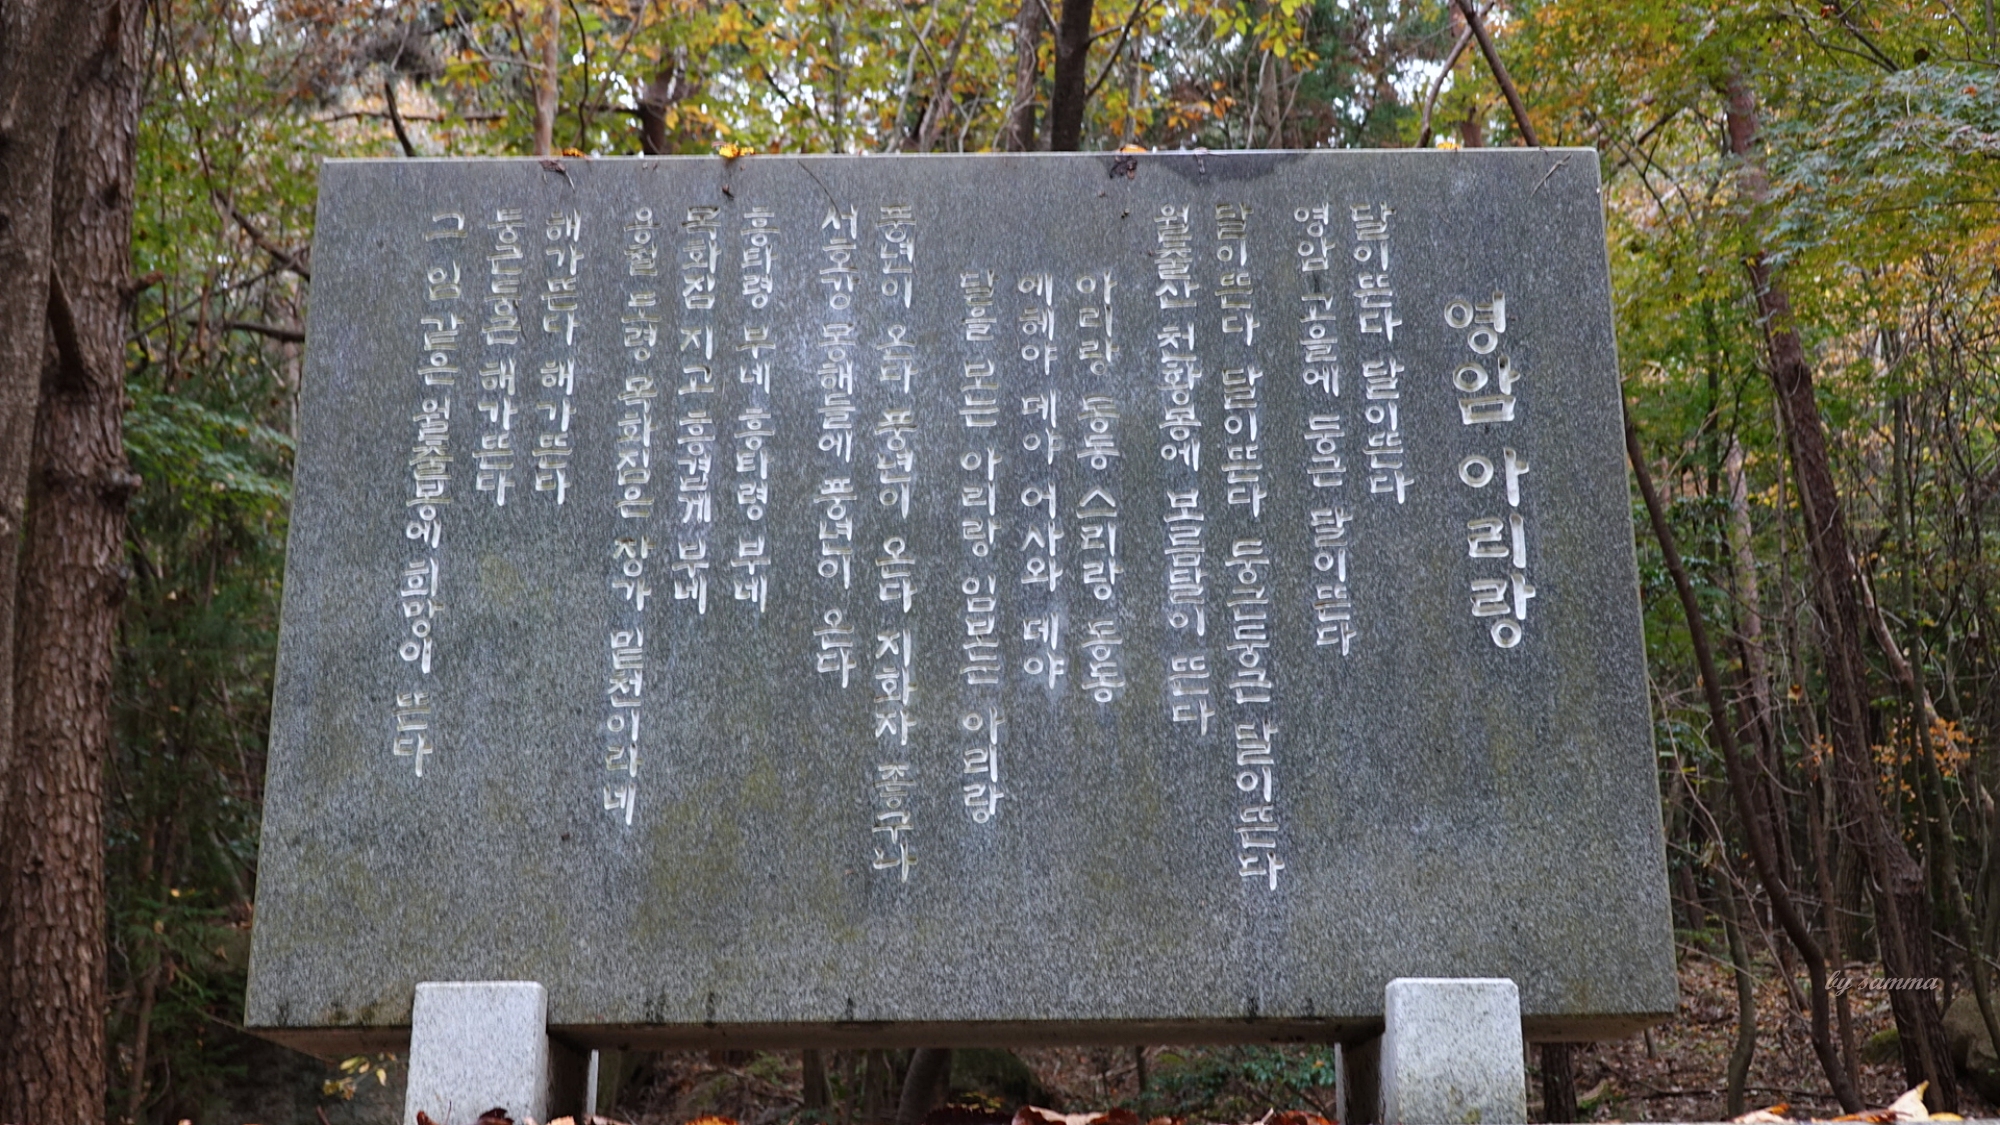 영암 아리랑
달이뜬다 달이뜬다
영암 고을에 둥근 달이뜬다
달이뜬다 달이뜬다 둥근둥근 달이뜬다
월출산 천황봉에 보름달이 뜬다
아리랑 동동 스리랑 동동
에헤야 데야 어사와 데야
달을 보는 아리랑 임보는 아리랑
풍년이 온다 풍년이 온다 지화자 좋구나
서호강 몽해들에 풍년이 온다
흥타령 부네 흥타령 부네
목화짐 지고 흥겹게 부네
용칠 도령 목화짐은 장가 밑천이라네
해가뜬다 해가뜬다
둥근둥근 해가뜬다
그 임 같은 월출봉에 희망이 뜬다
by samma